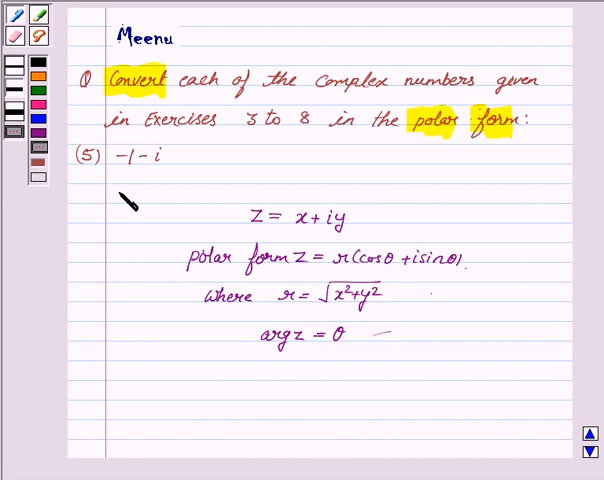 Meenu
Q Convert each of the complex numbers given
in Exercises 3 to 8 in the polar form:
(5) -1-i
Z = x+iy
polar form Z = r(cosθ +isinθ).
where r = √x²+y²
argz = θ